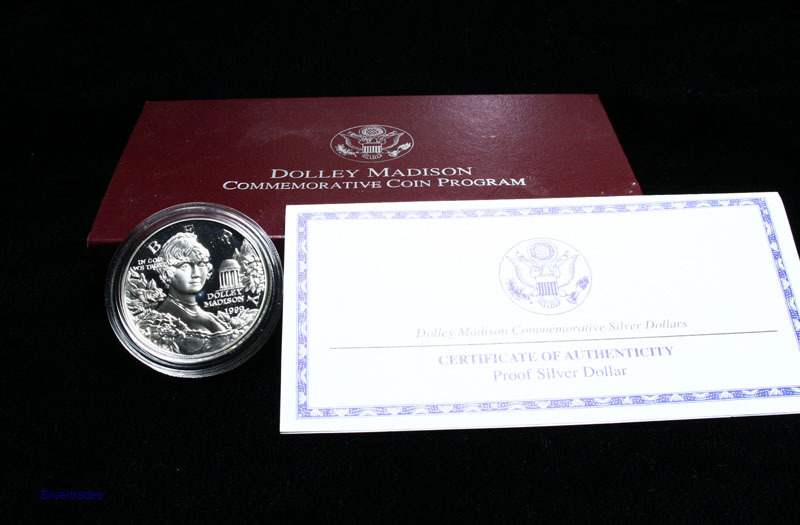 DOLLEY MADISON
COMMEMORATIVE COIN PROGRAM
IN GOD
WE TRUST
DOLLEY
MADISON
1999
Dolley Madison Commemorative Silver Dollars
CERTIFICATE OF AUTHENTICITY
Proof Silver Dollar
Silvertrades